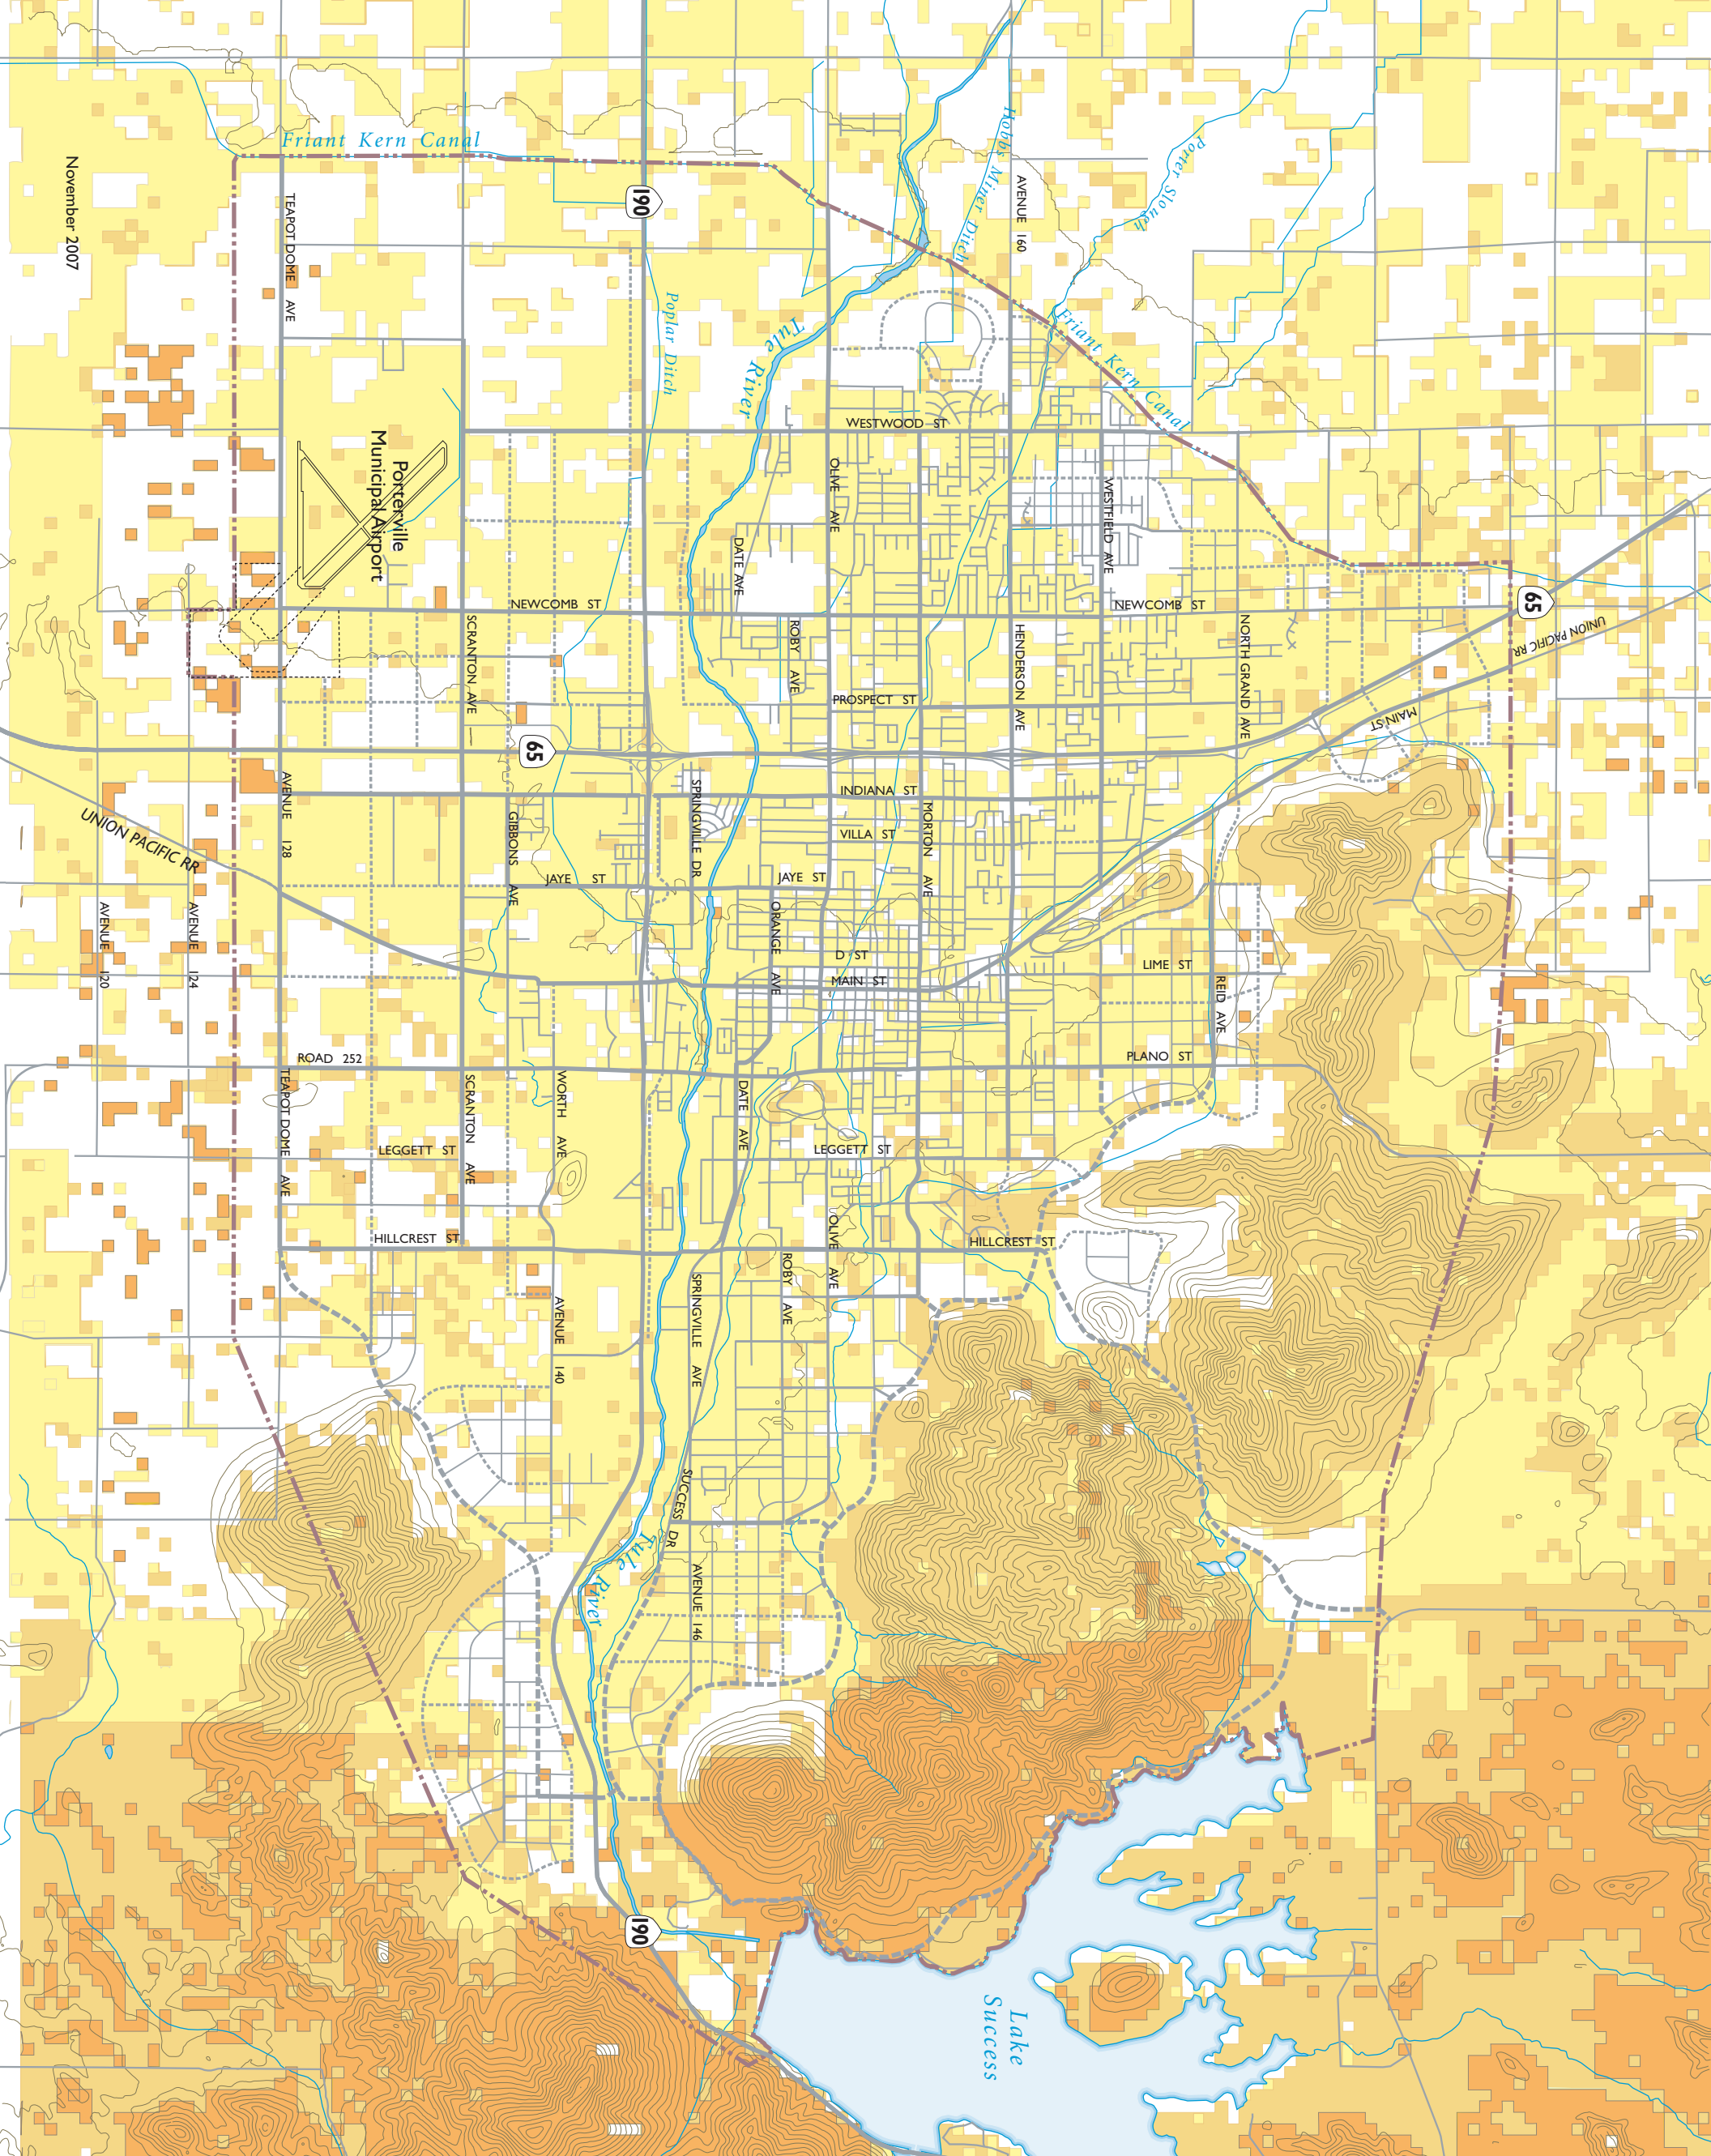 Friant Kern Canal
November 2007
TEAPOT DOME AVE
190
Hobbs Miner Ditch
AVENUE 160
Porter Slough
Poplar Ditch
Tule River
Friant Kern Canal
WESTWOOD ST
Porterville
Municipal Airport
OLIVE AVE
WESTFIELD AVE
DATE AVE
NEWCOMB ST
NEWCOMB ST
65
UNION PACIFIC RR
SCRANTON AVE
ROBY AVE
HENDERSON AVE
NORTH GRAND AVE
PROSPECT ST
MAIN ST
65
AVENUE 128
SPRINGVILLE DR
INDIANA ST
MORTON AVE
UNION PACIFIC RR
GIBBONS AVE
VILLA ST
JAYE ST
JAYE ST
AVENUE 120
AVENUE 124
ORANGE AVE
D ST
MAIN ST
LIME ST
REID AVE
ROAD 252
PLANO ST
TEAPOT DOME AVE
SCRANTON AVE
WORTH AVE
DATE AVE
LEGGETT ST
LEGGETT ST
OLIVE AVE
HILLCREST ST
HILLCREST ST
ROBY AVE
SPRINGVILLE AVE
AVENUE 140
SUCCESS DR
Tule River
AVENUE 146
190
Lake
Success